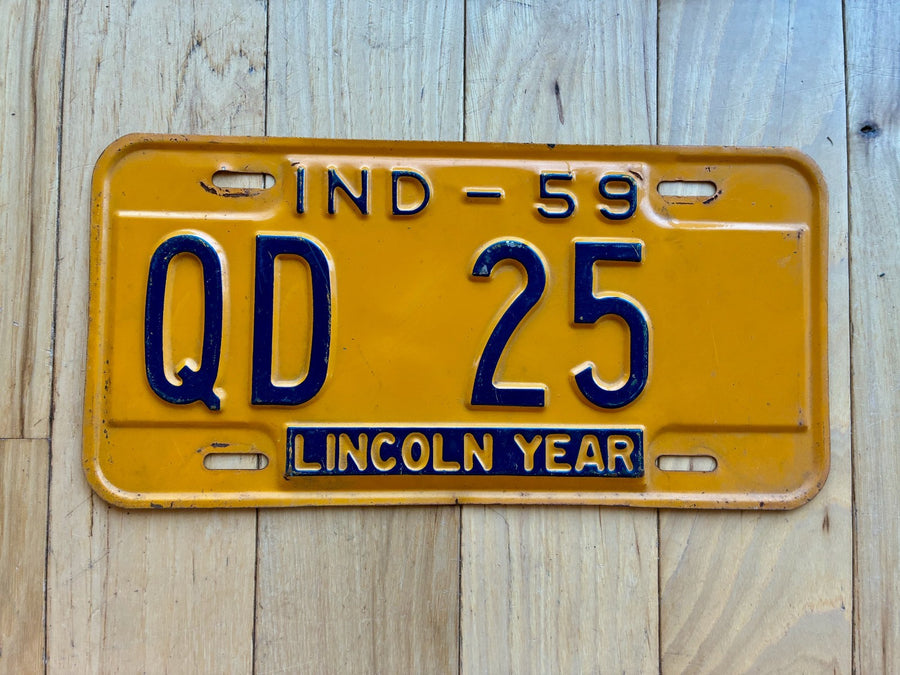 IND - 59
QD 25
LINCOLN YEAR